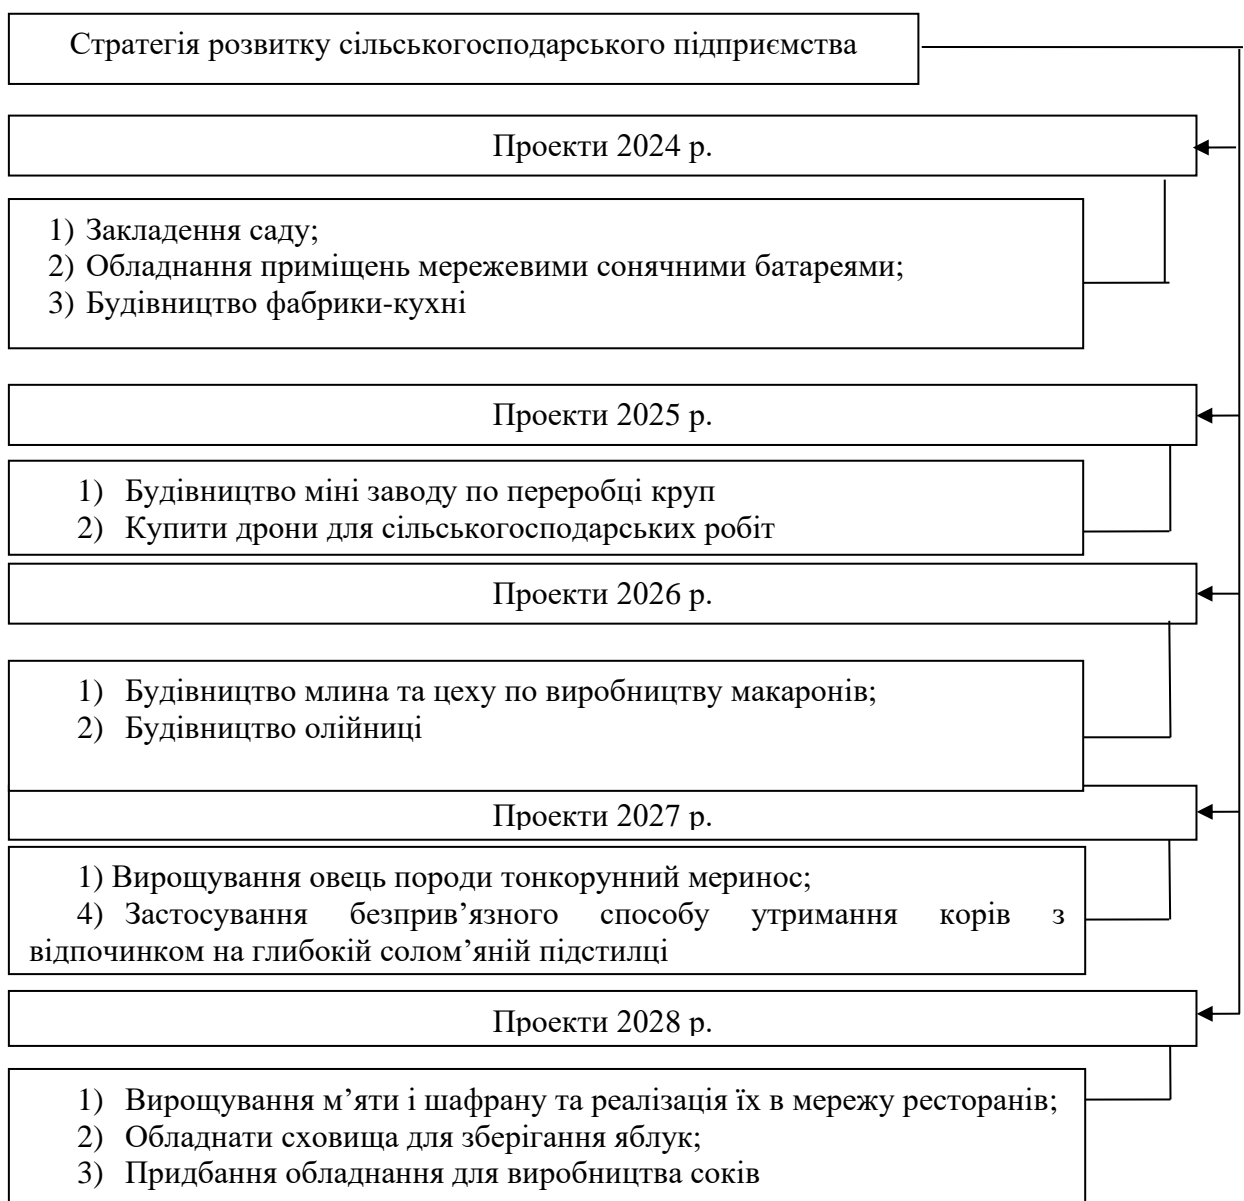 Стратегія розвитку сільськогосподарського підприємства
Проекти 2024 р.
1) Закладення саду;
2) Обладнання приміщень мережевими сонячними батареями;
3) Будівництво фабрики-кухні
Проекти 2025 р.
1) Будівництво міні заводу по переробці круп
2) Купити дрони для сільськогосподарських робіт
Проекти 2026 р.
1) Будівництво млина та цеху по виробництву макаронів;
2) Будівництво олійниці
Проекти 2027 р.
1) Вирощування овець породи тонкорунний меринос;
4) Застосування безприв’язного способу утримання корів з
відпочинком на глибокій солом’яній підстилці
Проекти 2028 р.
1) Вирощування м’яти і шафрану та реалізація їх в мережу ресторанів;
2) Обладнати сховища для зберігання яблук;
3) Придбання обладнання для виробництва соків